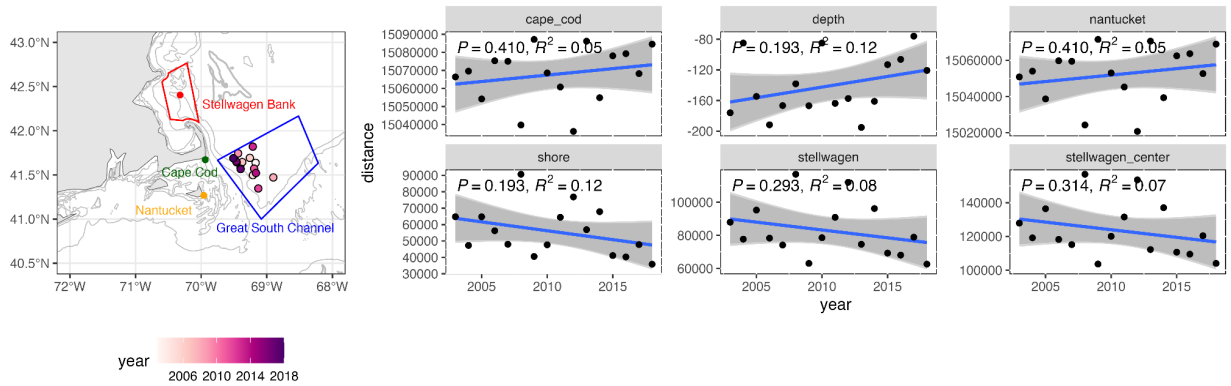 43.0°N
42.5°N
42.0°N
41.5°N
41.0°N
40.5°N
72°W 71°W 70°W 69°W 68°W
Stellwagen Bank
Cape Cod
Nantucket
Great South Channel
year
2006 2010 2014 2018
distance
cape_cod
P = 0.410, R² = 0.05
15090000
15080000
15070000
15060000
15050000
15040000
depth
P = 0.193, R² = 0.12
-80
-120
-160
-200
nantucket
P = 0.410, R² = 0.05
15060000
15040000
15020000
shore
P = 0.193, R² = 0.12
90000
80000
70000
60000
50000
40000
30000
2005 2010 2015
stellwagen
P = 0.293, R² = 0.08
100000
80000
60000
2005 2010 2015
stellwagen_center
P = 0.314, R² = 0.07
140000
120000
100000
2005 2010 2015
year